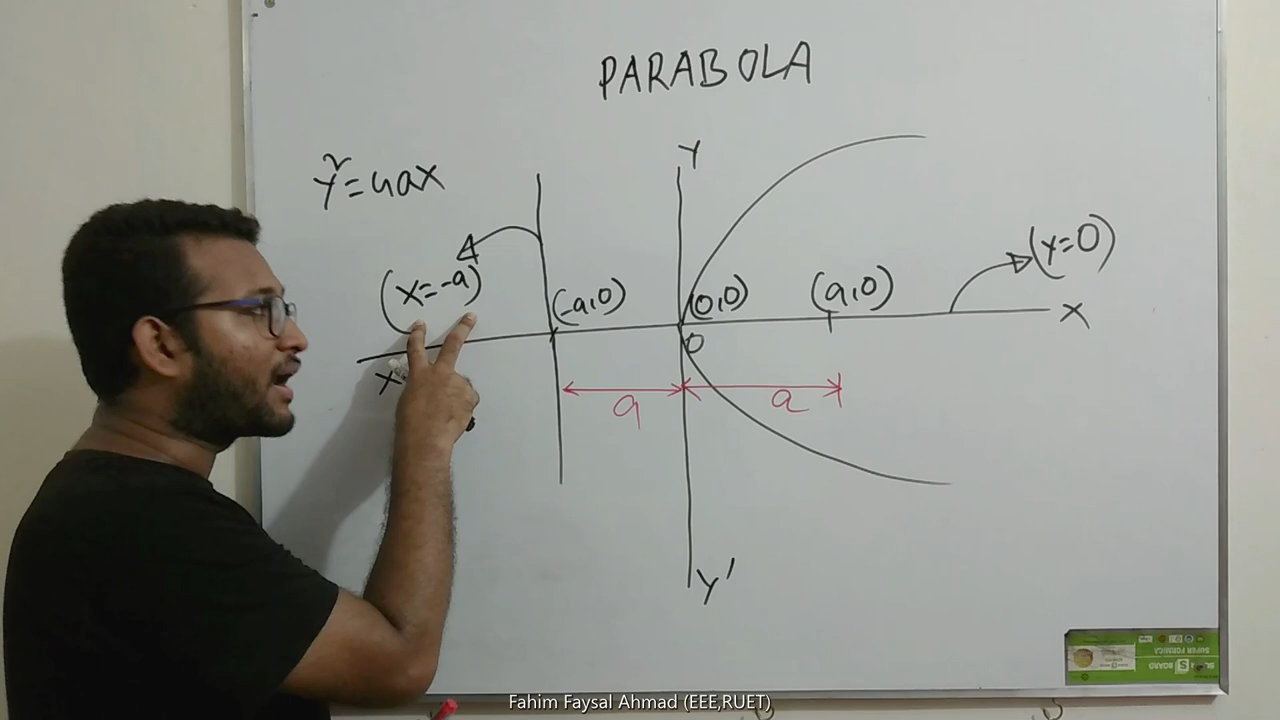 PARABOLA
Y
y²=4ax
(x=-a)
(y=0)
(-a,0) (0,0) (a,0)
X
O
X
a a
Y'
Fahim Faysal Ahmad (EEE,RUET)